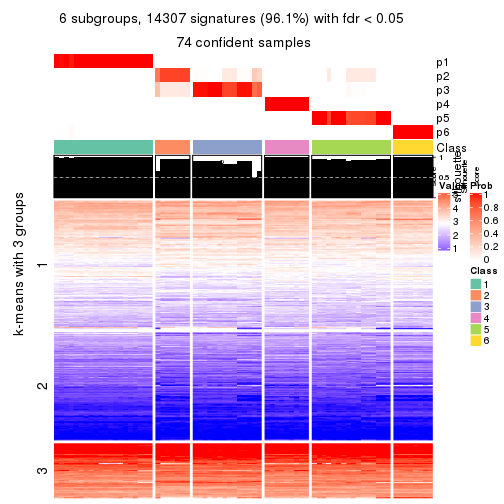 6 subgroups, 14307 signatures (96.1%) with fdr < 0.05
74 confident samples
p1
p2
p3
p4
p5
p6
Class
1
0.5
Silhouette
score
Value
4
3
2
1
Prob
1
0.8
0.6
0.4
0.2
0
Class
1
2
3
4
5
6
k-means with 3 groups
1
2
3